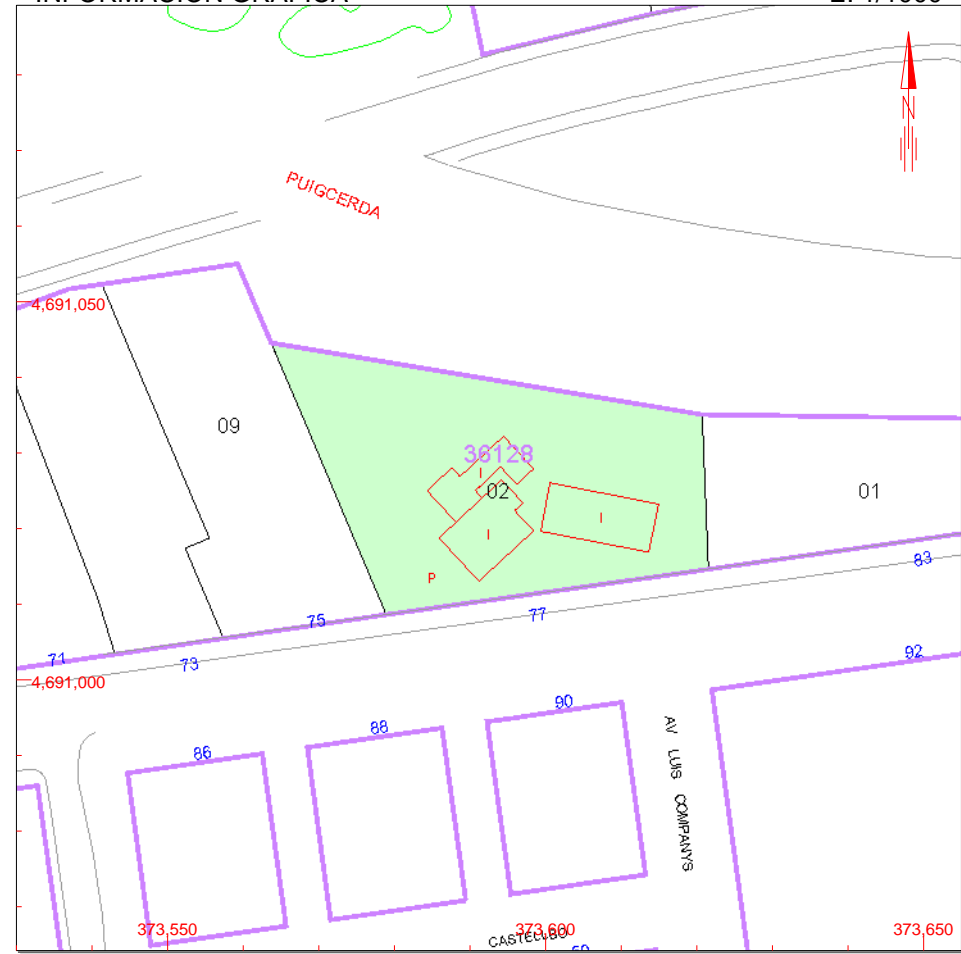 N
PUIGCERDA
4,691,050
09
36128
I
02
01
I
I
P
83
75
77
71
73
92
4,691,000
90
88
86
AV LUIS COMPANYS
373,550
373,600
373,650
CASTELLBO